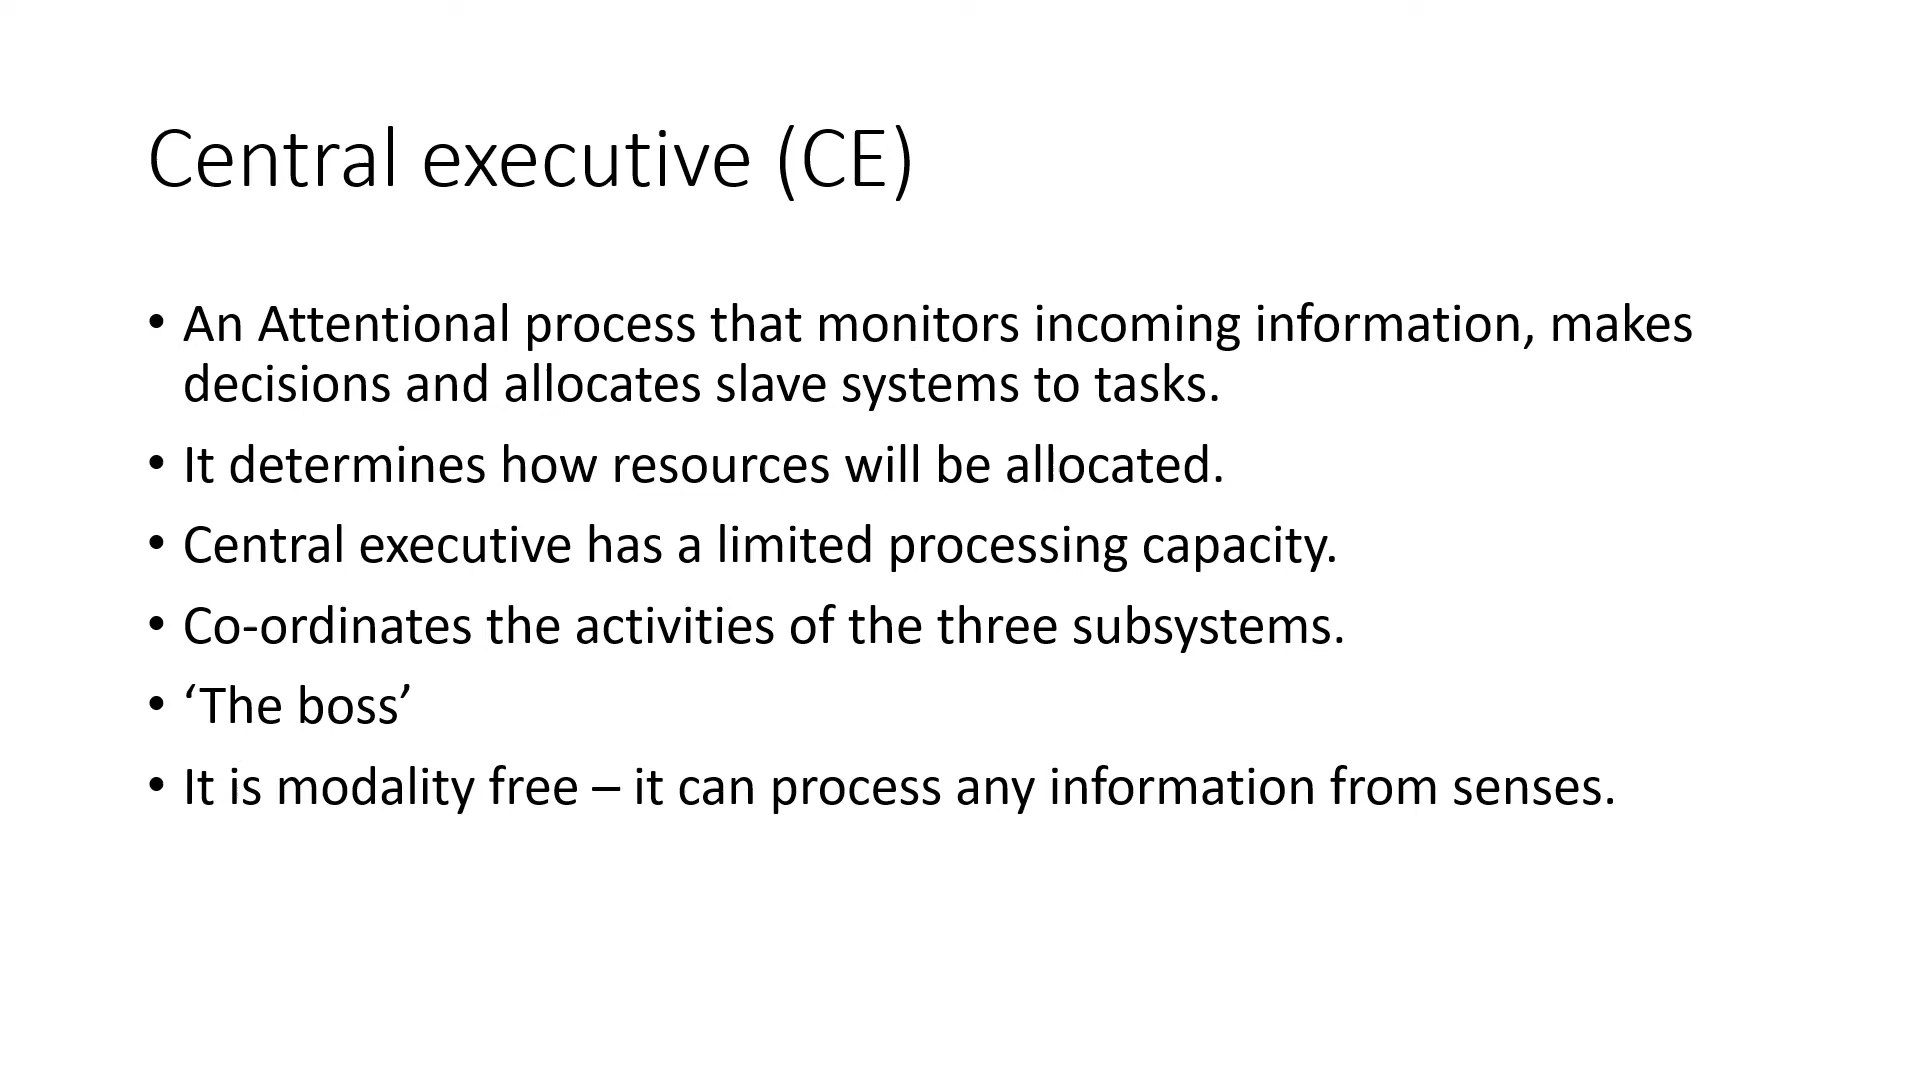 Central executive (CE)
• An Attentional process that monitors incoming information, makes
decisions and allocates slave systems to tasks.
• It determines how resources will be allocated.
• Central executive has a limited processing capacity.
• Co-ordinates the activities of the three subsystems.
• ‘The boss’
• It is modality free – it can process any information from senses.